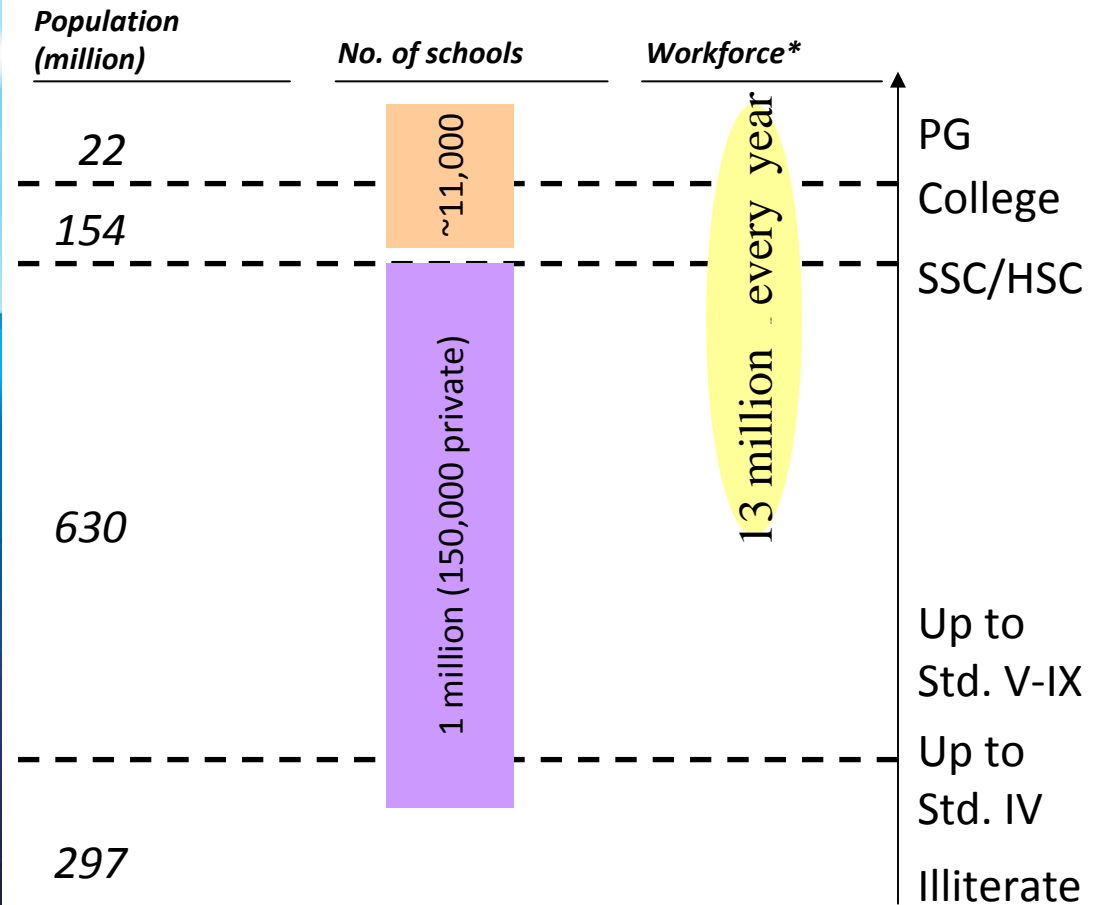 Population
(million)
No. of schools
Workforce*
22
154
630
297
~11,000
1 million (150,000 private)
13 million every year
PG
College
SSC/HSC
Up to
Std. V-IX
Up to
Std. IV
Illiterate